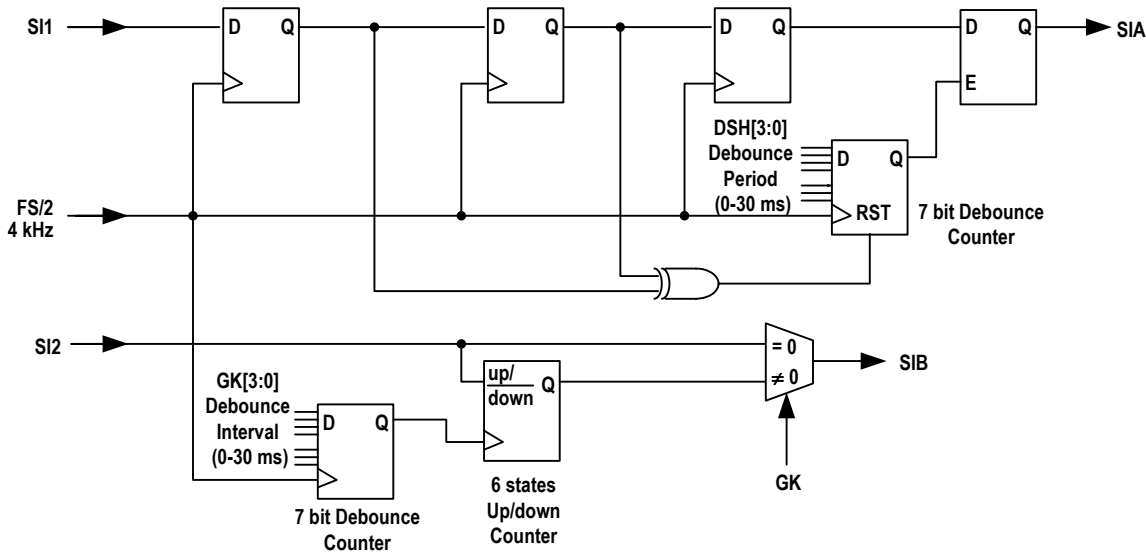 SI1
D Q
D Q
D Q
D Q
E
SIA
DSH[3:0]
Debounce
Period
(0-30 ms)
D Q
RST
7 bit Debounce
Counter
FS/2
4 kHz
SI2
= 0
≠ 0
SIB
GK
up/
down
Q
6 states
Up/down
Counter
GK[3:0]
Debounce
Interval
(0-30 ms)
D Q
7 bit Debounce
Counter